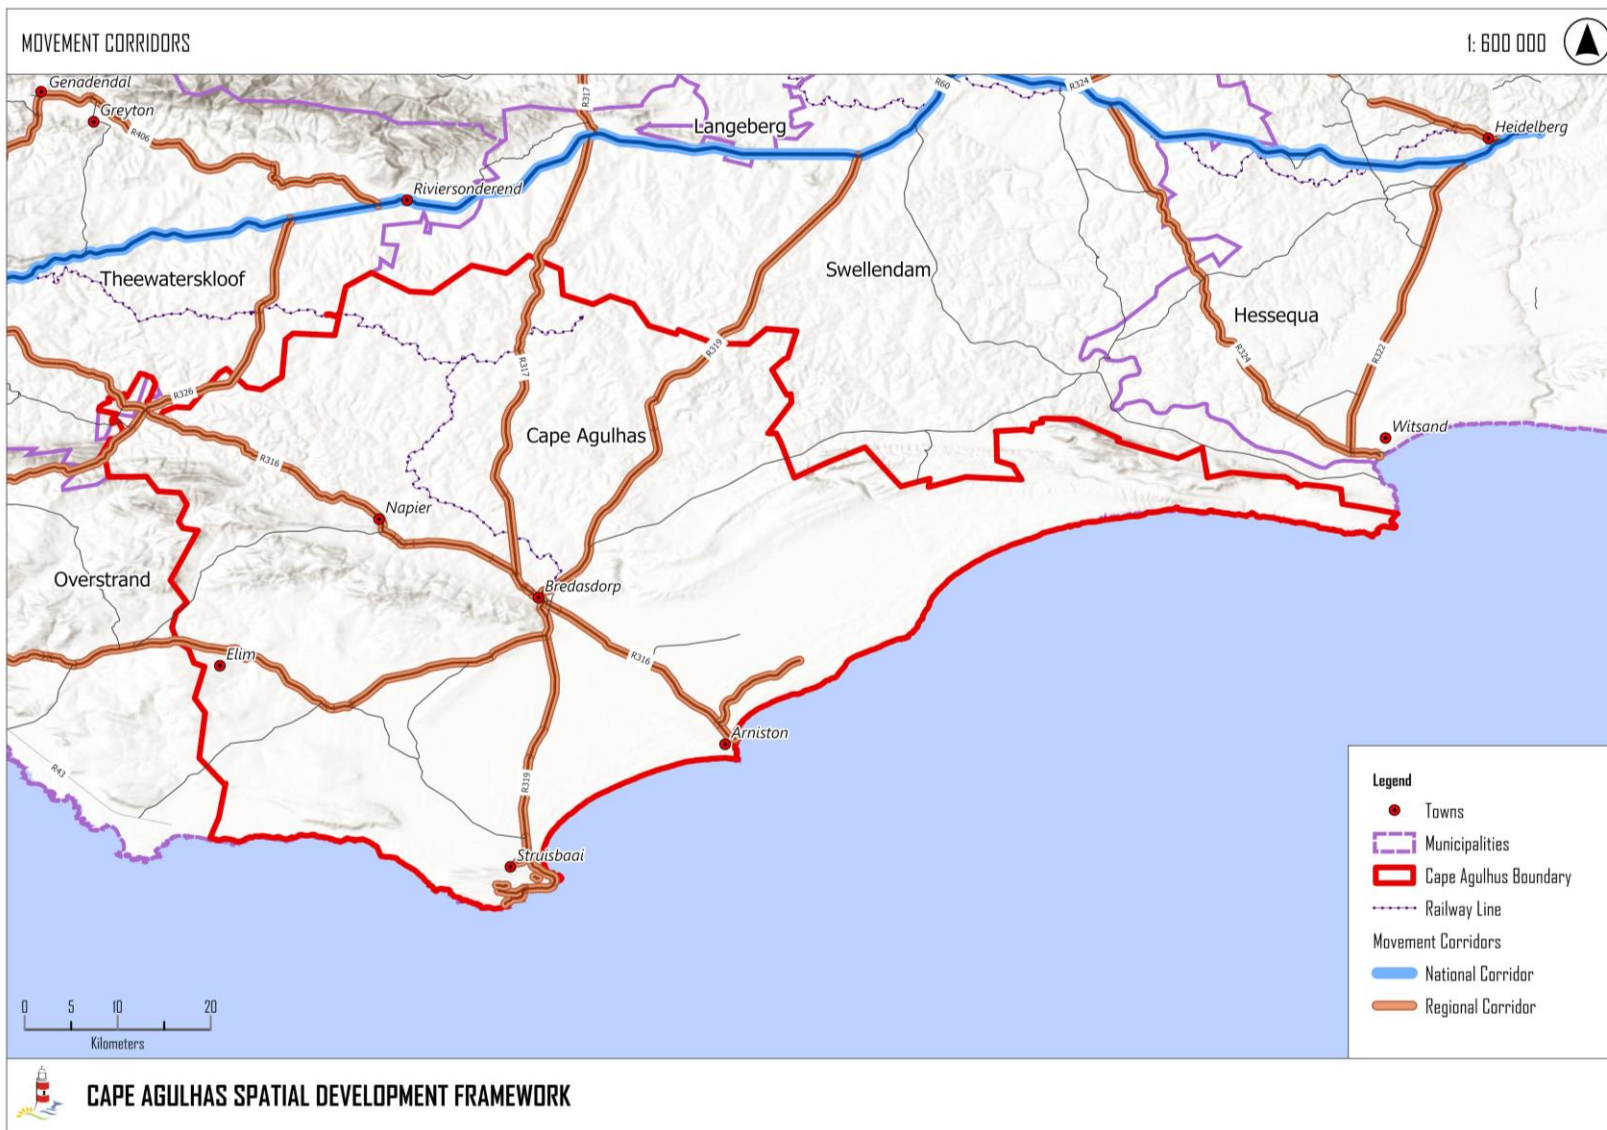 MOVEMENT CORRIDORS
1: 600 000
Genadendal
Greyton
R406
R317
R60
R324
Langeberg
Heidelberg
Riviersonderend
Theewaterskloof
Swellendam
Hessequa
R317
R319
R324
R322
R326
Cape Agulhas
Witsand
R316
Napier
Overstrand
Bredasdorp
Elim
R316
Arniston
R43
R319
Struisbaai
Legend
Towns
Municipalities
Cape Agulhus Boundary
Railway Line
Movement Corridors
National Corridor
Regional Corridor
0 5 10 20
Kilometers
CAPE AGULHAS SPATIAL DEVELOPMENT FRAMEWORK